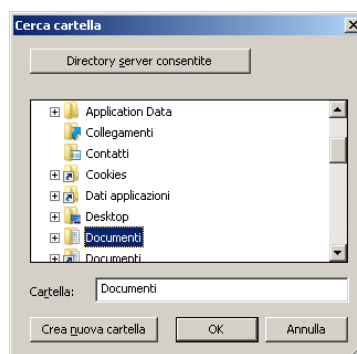 Cerca cartella
Directory server consentite
Application Data
Collegamenti
Contatti
Cookies
Dati applicazioni
Desktop
Documenti
Documenti
Cartella: Documenti
Crea nuova cartella OK Annulla